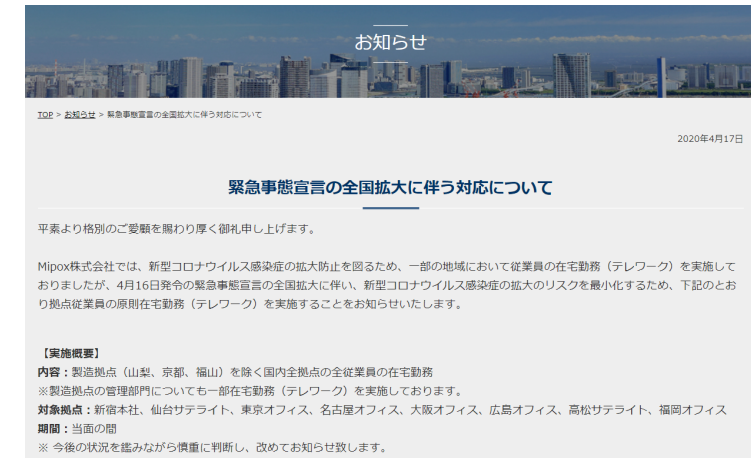 お知らせ
TOP > お知らせ > 緊急事態宣言の全国拡大に伴う対応について
2020年4月17日
緊急事態宣言の全国拡大に伴う対応について
平素より格別のご愛顧を賜わり厚く御礼申し上げます。
Mipox株式会社では、新型コロナウイルス感染症の拡大防止を図るため、一部の地域において従業員の在宅勤務（テレワーク）を実施して
おりましたが、4月16日発令の緊急事態宣言の全国拡大に伴い、新型コロナウイルス感染症の拡大のリスクを最小化するため、下記のとお
り拠点従業員の原則在宅勤務（テレワーク）を実施することをお知らせいたします。
【実施概要】
内容：製造拠点（山梨、京都、福山）を除く国内全拠点の全従業員の在宅勤務
※製造拠点の管理部門についても一部在宅勤務（テレワーク）を実施しております。
対象拠点：新宿本社、仙台サテライト、東京オフィス、名古屋オフィス、大阪オフィス、広島オフィス、高松サテライト、福岡オフィス
期間：当面の間
※ 今後の状況を鑑みながら慎重に判断し、改めてお知らせ致します。